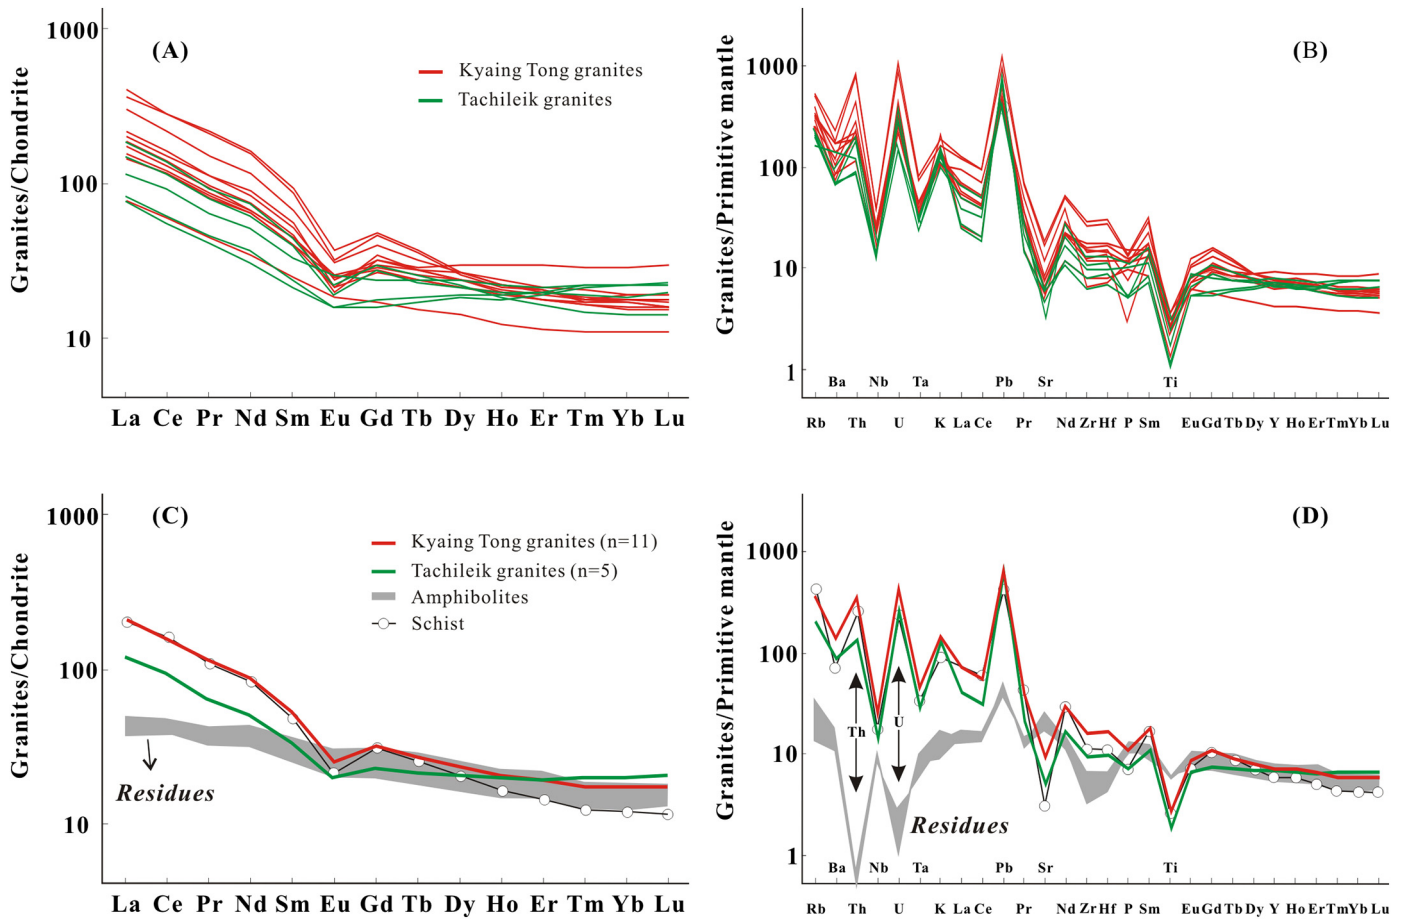 (A)
Granites/Chondrite
1000
100
10
Kyaing Tong granites
Tachileik granites
La Ce Pr Nd Sm Eu Gd Tb Dy Ho Er Tm Yb Lu
(B)
Granites/Primitive mantle
1000
100
10
1
Ba Nb Ta Pb Sr Ti
Rb Th U K La Ce Pr Nd Zr Hf P Sm Eu Gd Tb Dy Y Ho Er Tm Yb Lu
(C)
Granites/Chondrite
1000
100
10
Kyaing Tong granites (n=11)
Tachileik granites (n=5)
Amphibolites
Schist
Residues
La Ce Pr Nd Sm Eu Gd Tb Dy Ho Er Tm Yb Lu
(D)
Granites/Primitive mantle
1000
100
10
1
Th
U
Residues
Ba Nb Ta Pb Sr Ti
Rb Th U K La Ce Pr Nd Zr Hf P Sm Eu Gd Tb Dy Y Ho Er Tm Yb Lu